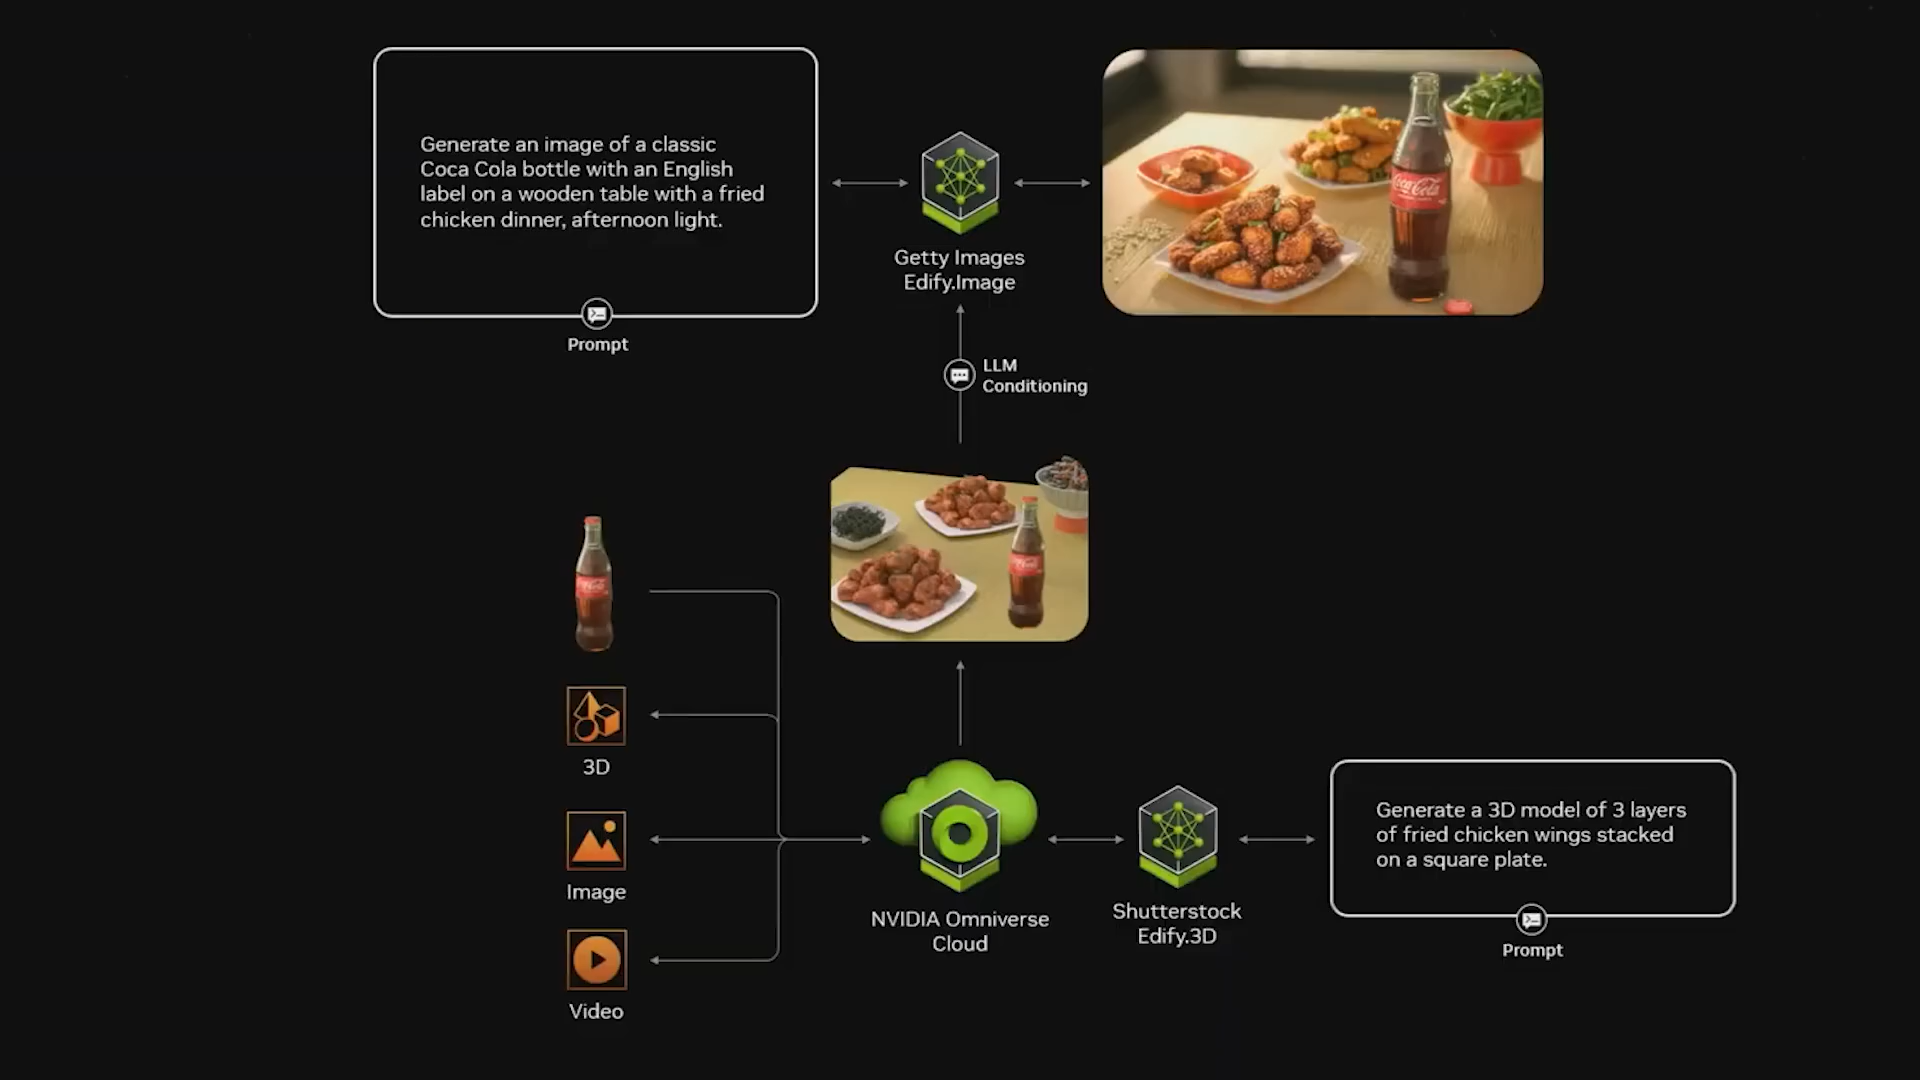 Generate an image of a classic
Coca Cola bottle with an English
label on a wooden table with a fried
chicken dinner, afternoon light.
Prompt
Getty Images
Edify.Image
Coca-Cola
LLM
Conditioning
3D
Image
Video
NVIDIA Omniverse
Cloud
Shutterstock
Edify.3D
Generate a 3D model of 3 layers
of fried chicken wings stacked
on a square plate.
Prompt